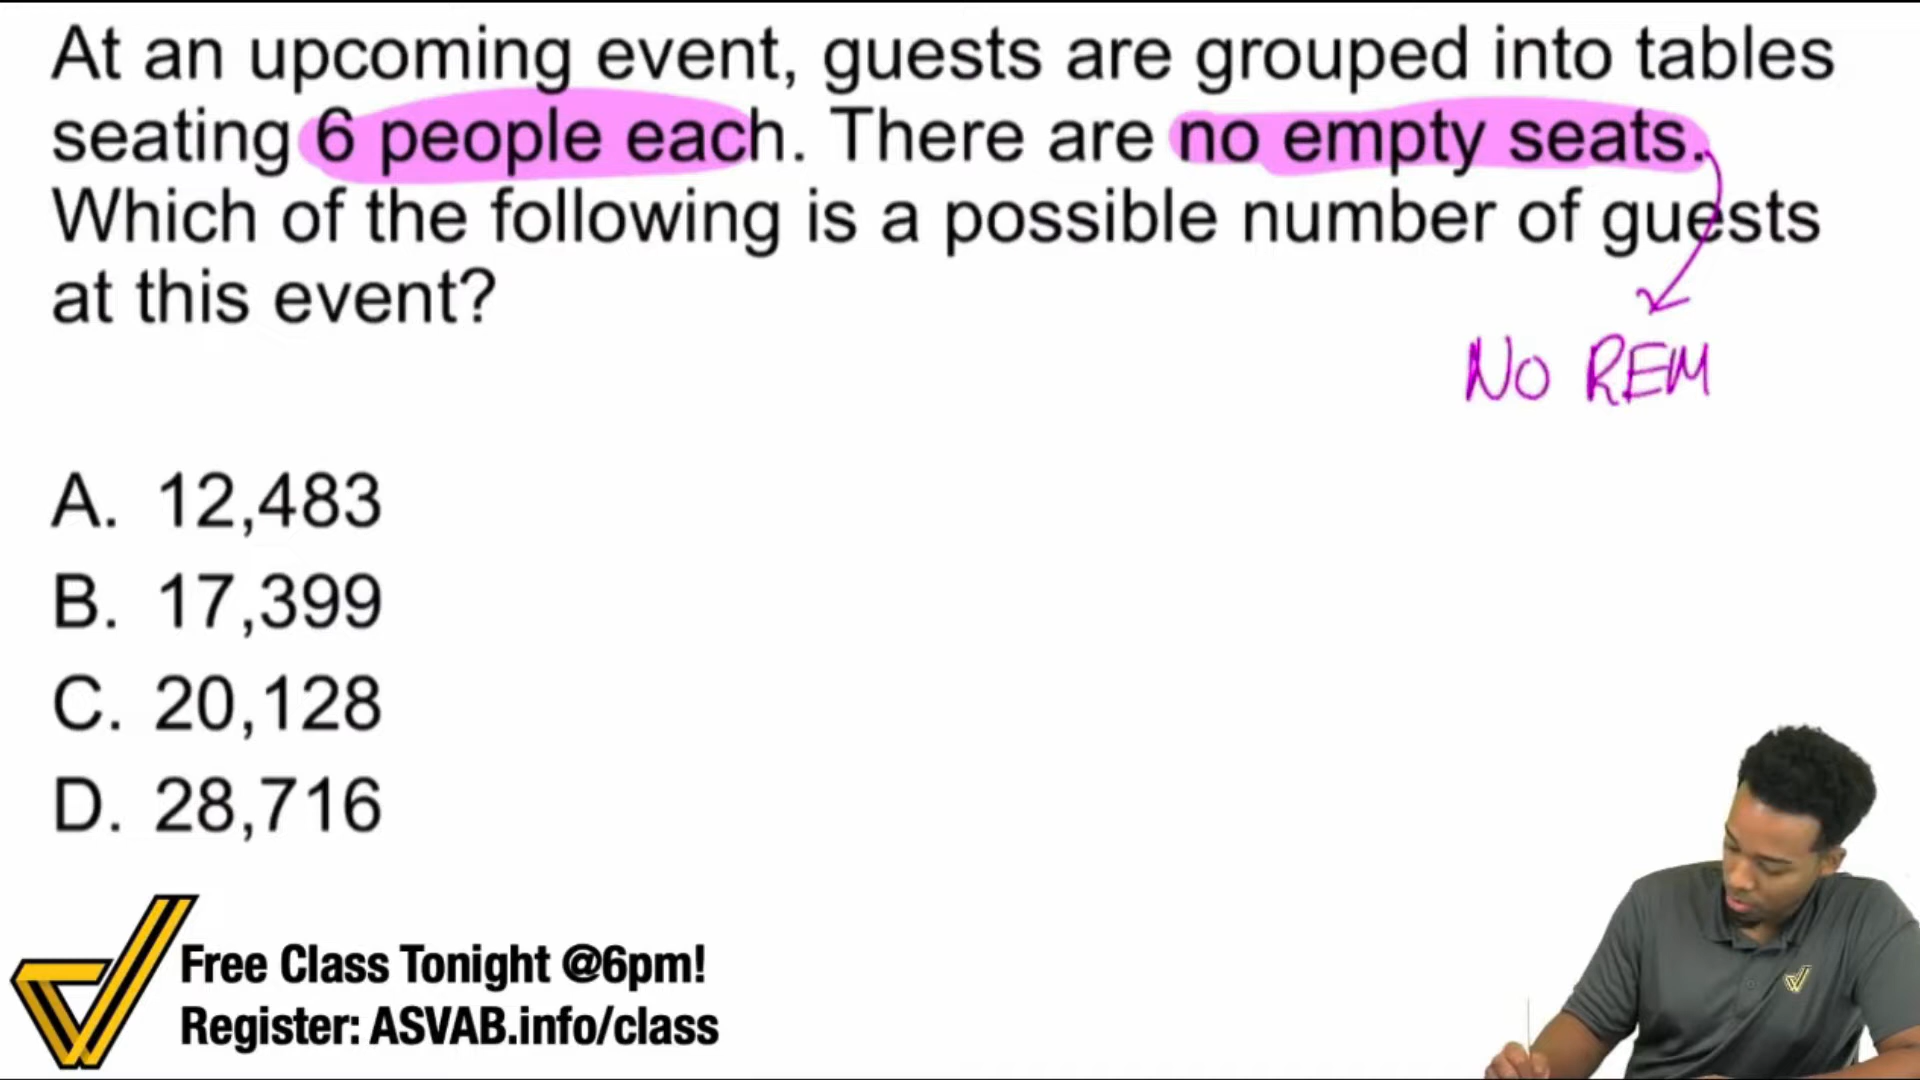 At an upcoming event, guests are grouped into tables
seating 6 people each. There are no empty seats.
Which of the following is a possible number of guests
at this event?
NO REM
A. 12,483
B. 17,399
C. 20,128
D. 28,716
Free Class Tonight @6pm!
Register: ASVAB.info/class